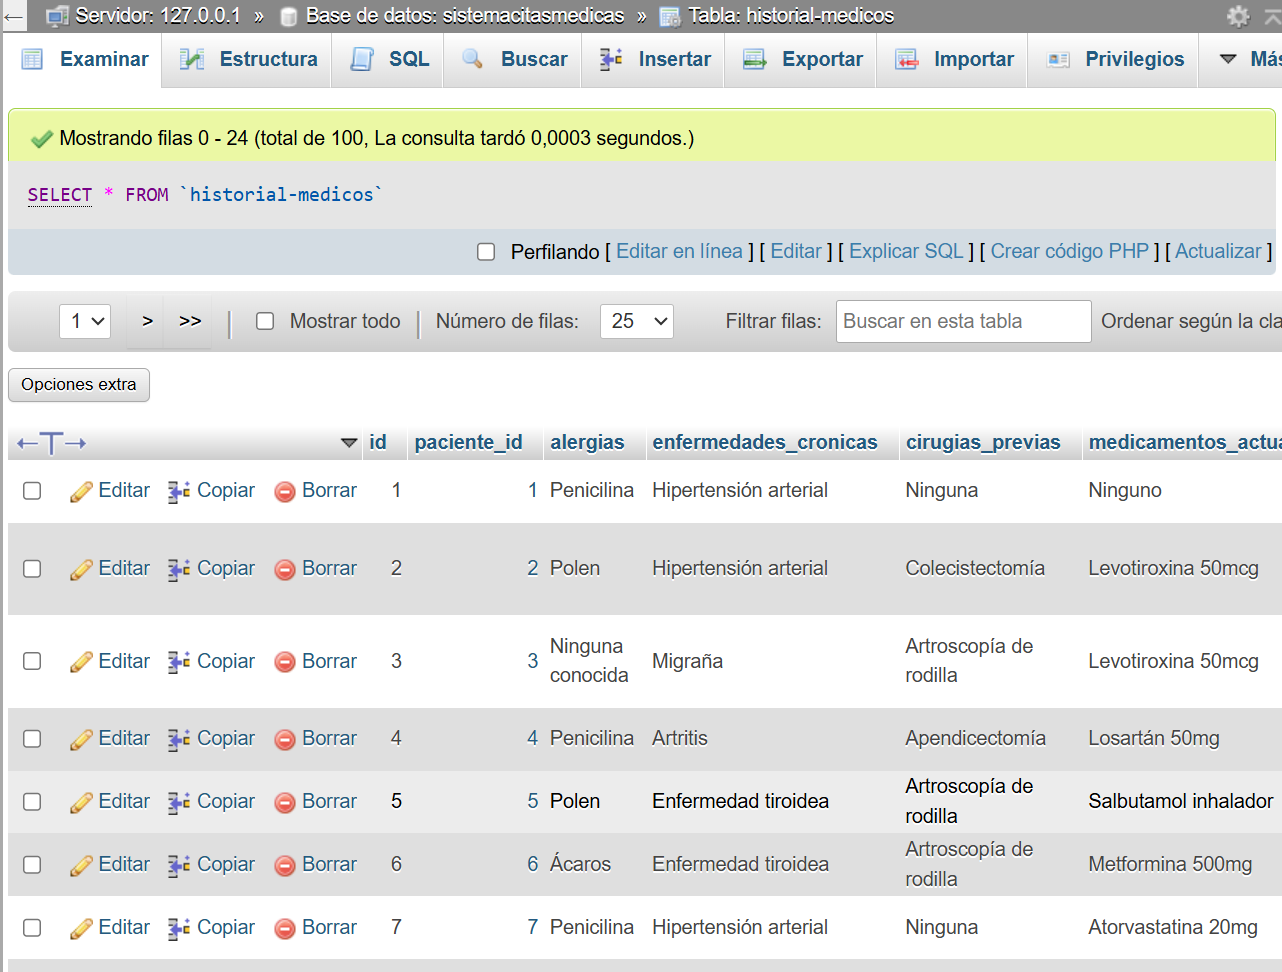 ← Servidor: 127.0.0.1 » Base de datos: sistemacitasmedicas » Tabla: historial-medicos
Examinar Estructura SQL Buscar Insertar Exportar Importar Privilegios Más
Mostrando filas 0 - 24 (total de 100, La consulta tardó 0,0003 segundos.)
SELECT * FROM `historial-medicos`
Perfilando [ Editar en línea ] [ Editar ] [ Explicar SQL ] [ Crear código PHP ] [ Actualizar ]
1 > >> Mostrar todo Número de filas: 25 Filtrar filas: Buscar en esta tabla Ordenar según la cla
Opciones extra
←T→ id paciente_id alergias enfermedades_cronicas cirugias_previas medicamentos_actua
Editar Copiar Borrar 1 1 Penicilina Hipertensión arterial Ninguna Ninguno
Editar Copiar Borrar 2 2 Polen Hipertensión arterial Colecistectomía Levotiroxina 50mcg
Editar Copiar Borrar 3 3 Ninguna conocida Migraña Artroscopía de rodilla Levotiroxina 50mcg
Editar Copiar Borrar 4 4 Penicilina Artritis Apendicectomía Losartán 50mg
Editar Copiar Borrar 5 5 Polen Enfermedad tiroidea Artroscopía de rodilla Salbutamol inhalador
Editar Copiar Borrar 6 6 Ácaros Enfermedad tiroidea Artroscopía de rodilla Metformina 500mg
Editar Copiar Borrar 7 7 Penicilina Hipertensión arterial Ninguna Atorvastatina 20mg